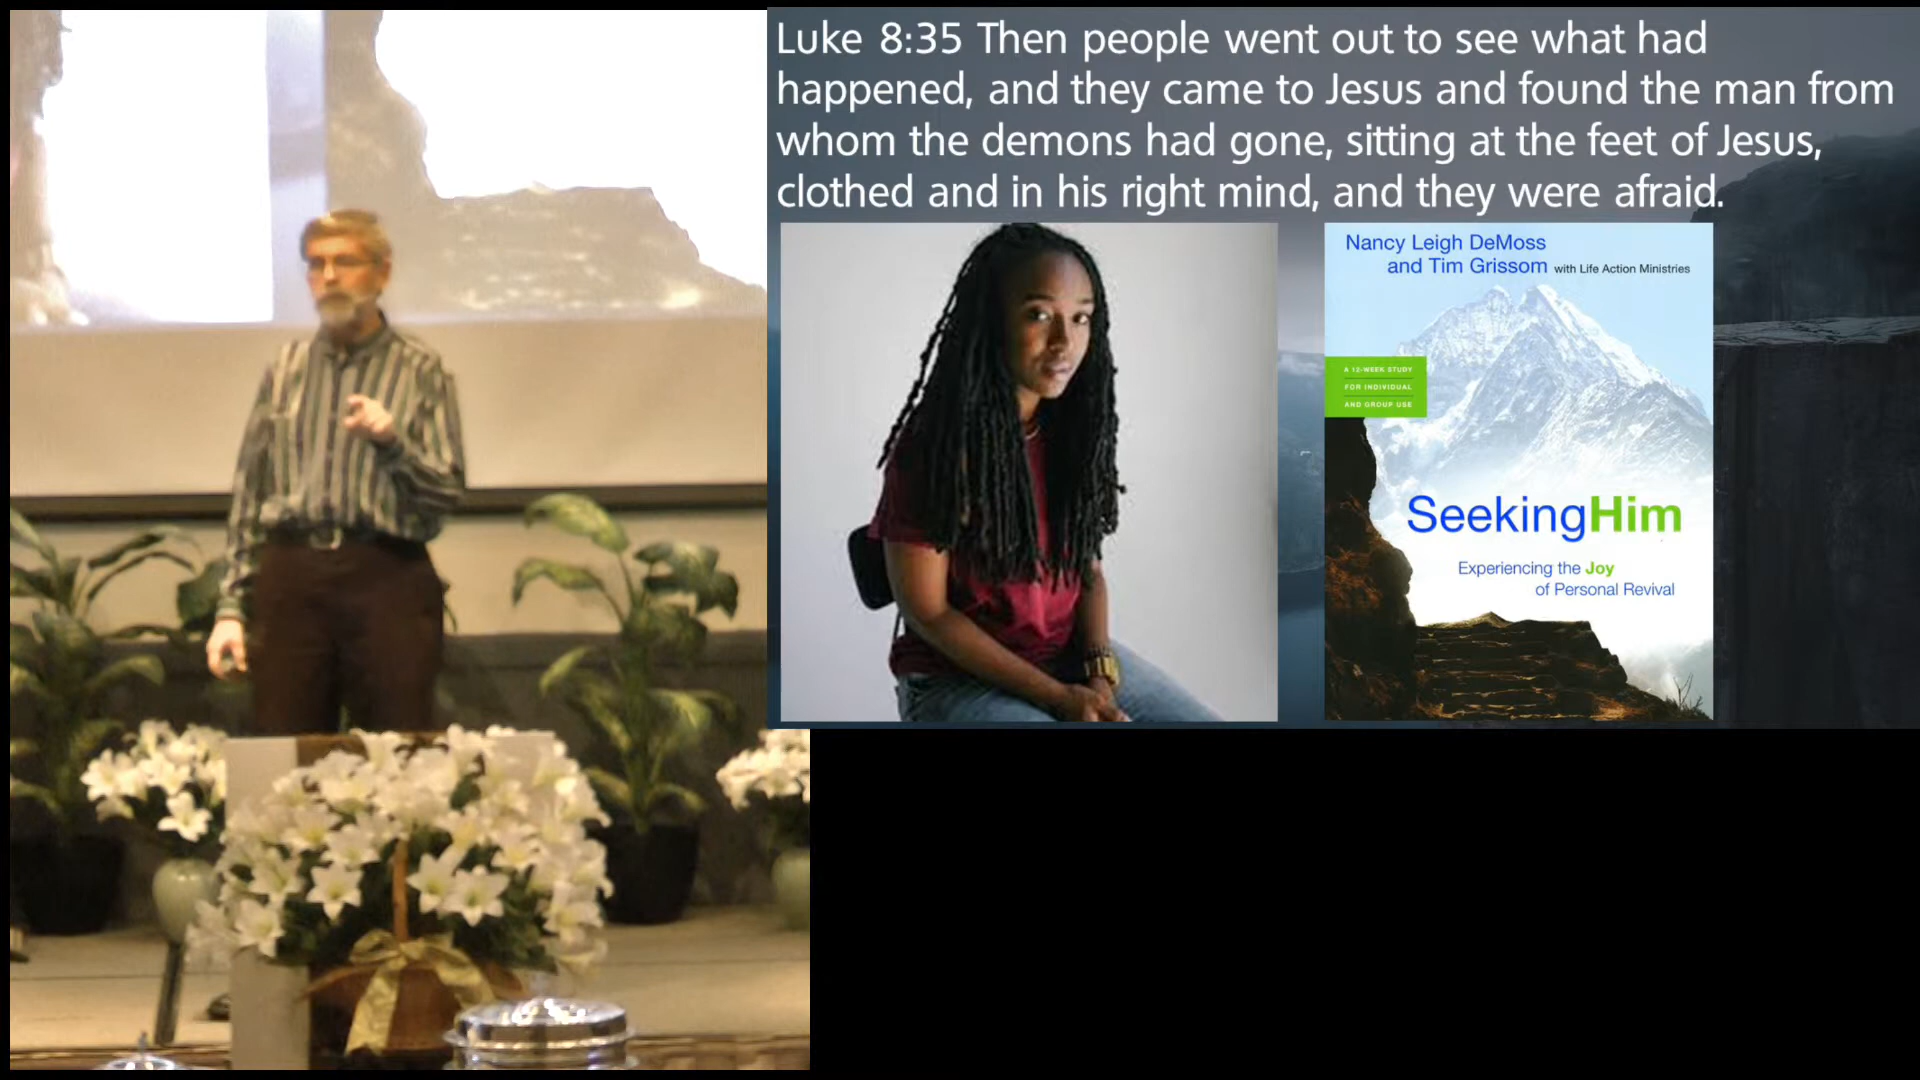 Luke 8:35 Then people went out to see what had
happened, and they came to Jesus and found the man from
whom the demons had gone, sitting at the feet of Jesus,
clothed and in his right mind, and they were afraid.
Nancy Leigh DeMoss
and Tim Grissom with Life Action Ministries
A 12-WEEK STUDY
FOR INDIVIDUAL
AND GROUP USE
SeekingHim
Experiencing the Joy
of Personal Revival